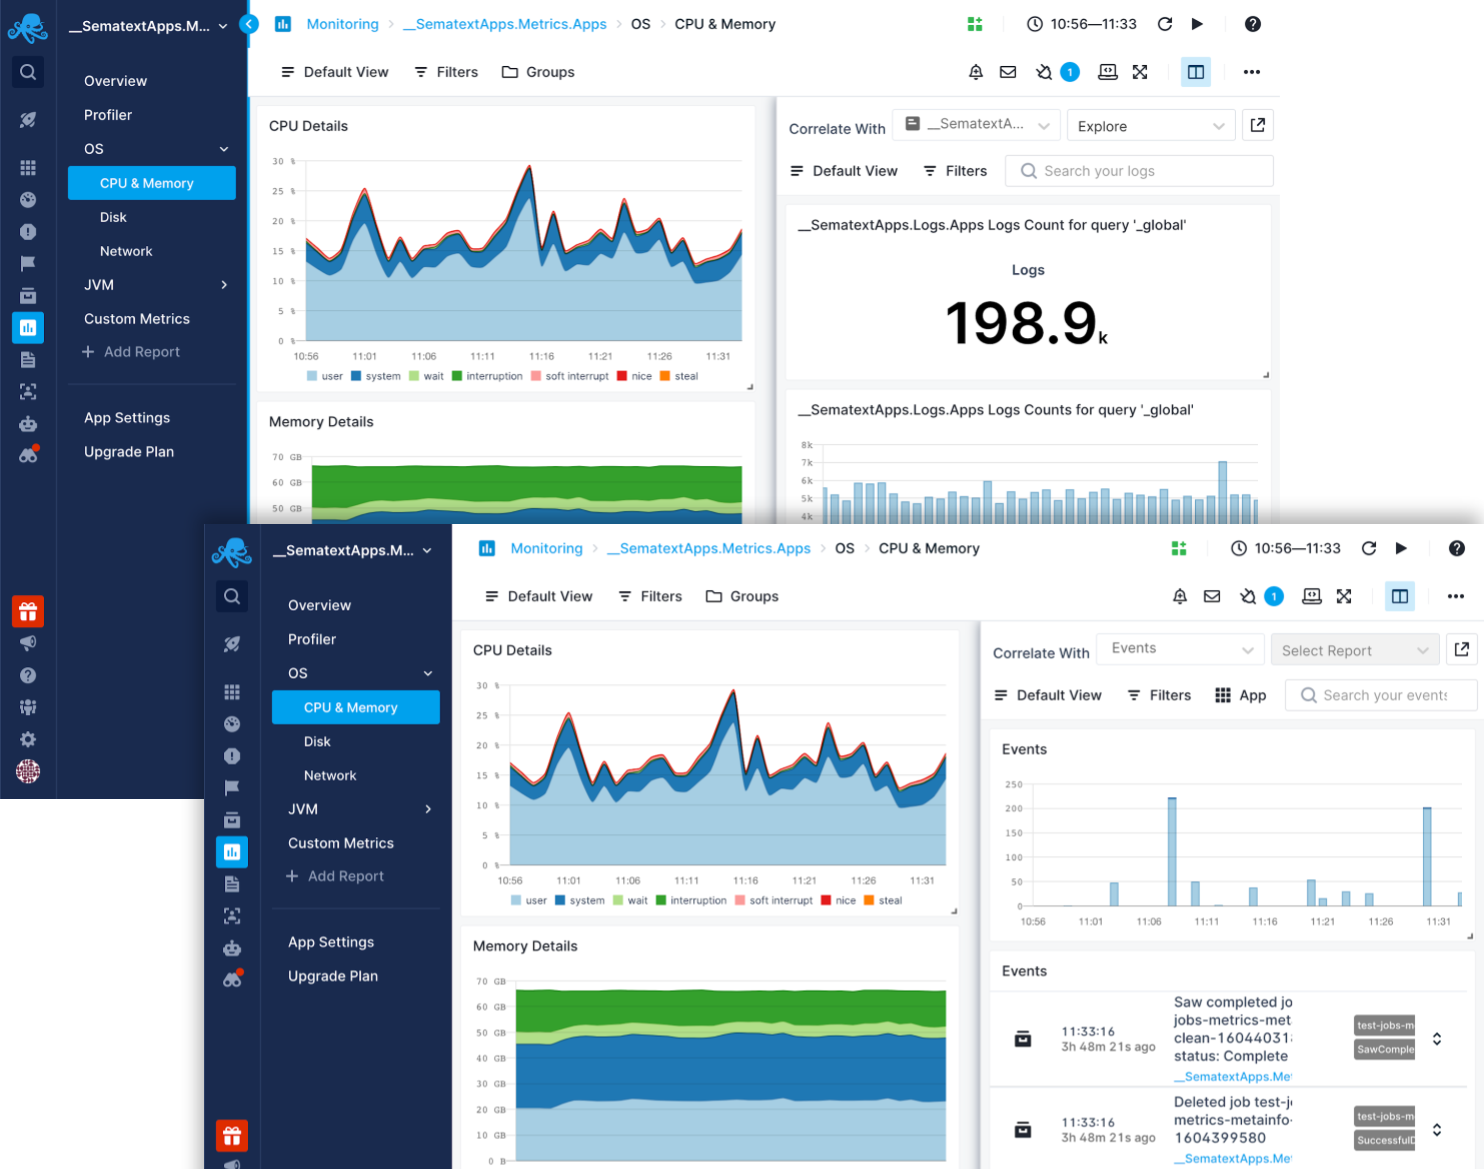 __SematextApps.M...
Monitoring > __SematextApps.Metrics.Apps > OS > CPU & Memory
10:56—11:33
Overview
Profiler
OS
CPU & Memory
Disk
Network
JVM
Custom Metrics
+ Add Report
App Settings
Upgrade Plan
Default View Filters Groups
1
CPU Details
30 %
25 %
20 %
15 %
10 %
5 %
0 %
10:56 11:01 11:06 11:11 11:16 11:21 11:26 11:31
user system wait interruption soft interrupt nice steal
Memory Details
70 GB
60 GB
50 GB
Correlate With __SematextA... Explore
Default View Filters Search your logs
__SematextApps.Logs.Apps Logs Count for query '_global'
Logs
198.9k
__SematextApps.Logs.Apps Logs Counts for query '_global'
8k
7k
6k
5k
4k
__SematextApps.M...
Monitoring > __SematextApps.Metrics.Apps > OS > CPU & Memory
10:56—11:33
Overview
Profiler
OS
CPU & Memory
Disk
Network
JVM
Custom Metrics
+ Add Report
App Settings
Upgrade Plan
Default View Filters Groups
1
CPU Details
30 %
25 %
20 %
15 %
10 %
5 %
0 %
10:56 11:01 11:06 11:11 11:16 11:21 11:26 11:31
user system wait interruption soft interrupt nice steal
Memory Details
70 GB
60 GB
50 GB
40 GB
30 GB
20 GB
10 GB
0 B
Correlate With Events Select Report
Default View Filters App Search your events
Events
250
200
150
100
50
0
10:56 11:01 11:06 11:11 11:16 11:21 11:26 11:31
Events
11:33:16
3h 48m 21s ago
Saw completed jo
jobs-metrics-met
clean-160440318
status: Complete
__SematextApps.Met
test-jobs-m
SawComple
11:33:16
3h 48m 21s ago
Deleted job test-j
metrics-metainfo-
1604399580
__SematextApps.Met
test-jobs-m
SuccessfulD